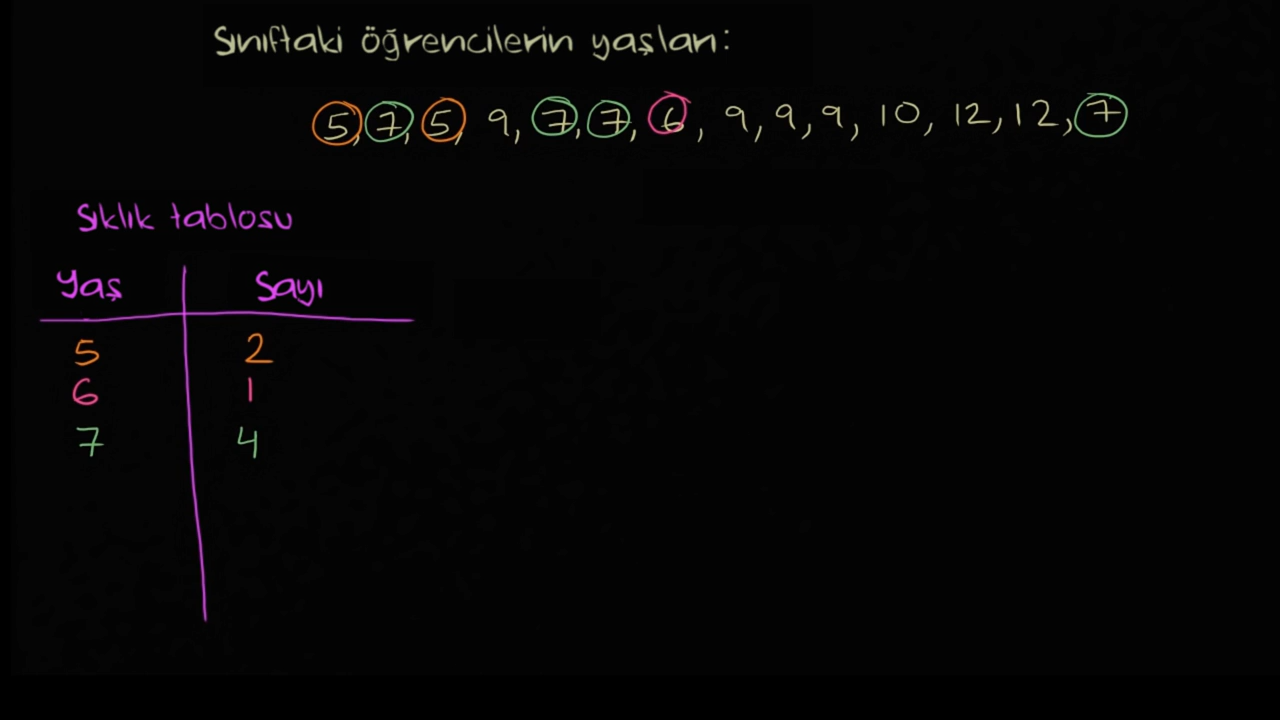 Sınıftaki öğrencilerin yaşları:
5, 7, 5, 9, 7, 7, 6, 9, 9, 9, 10, 12, 12, 7
Sıklık tablosu
Yaş Sayı
5 2
6 1
7 4